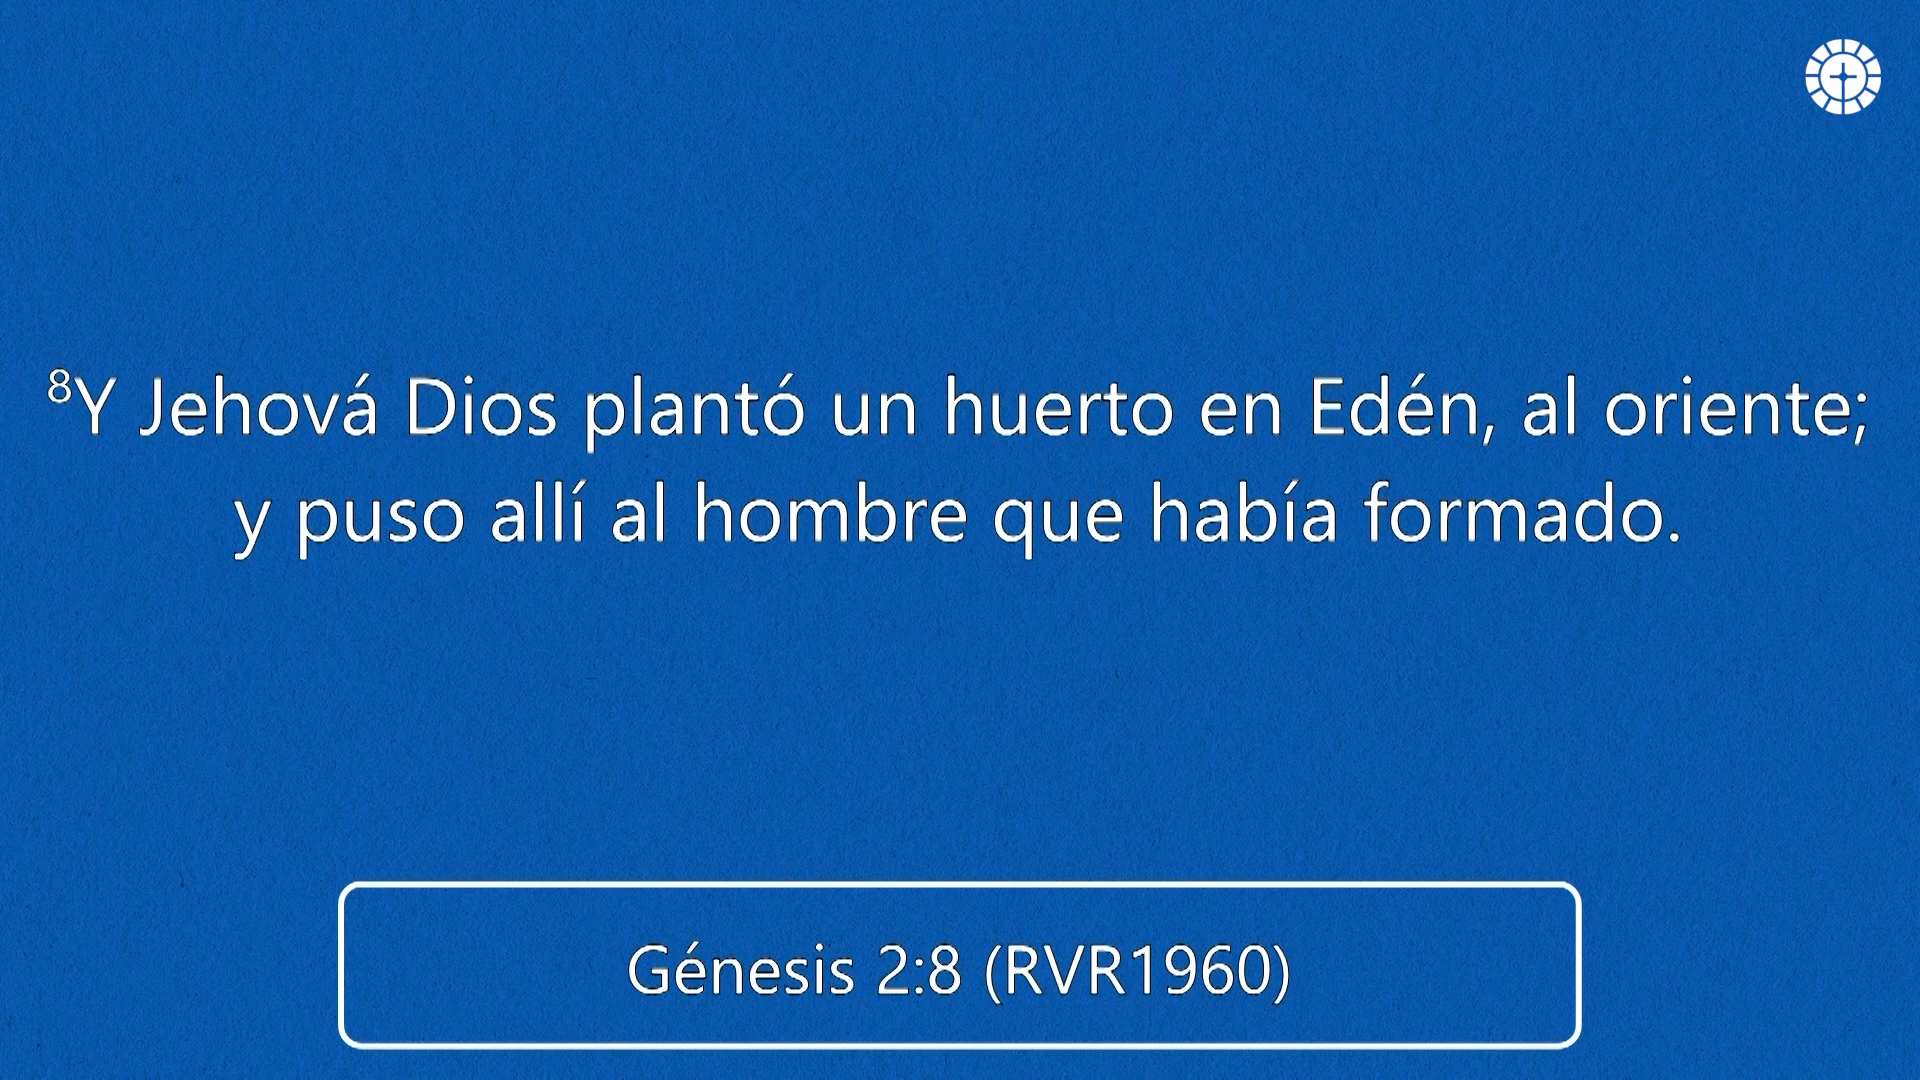 ⁸Y Jehová Dios plantó un huerto en Edén, al oriente;
y puso allí al hombre que había formado.
Génesis 2:8 (RVR1960)